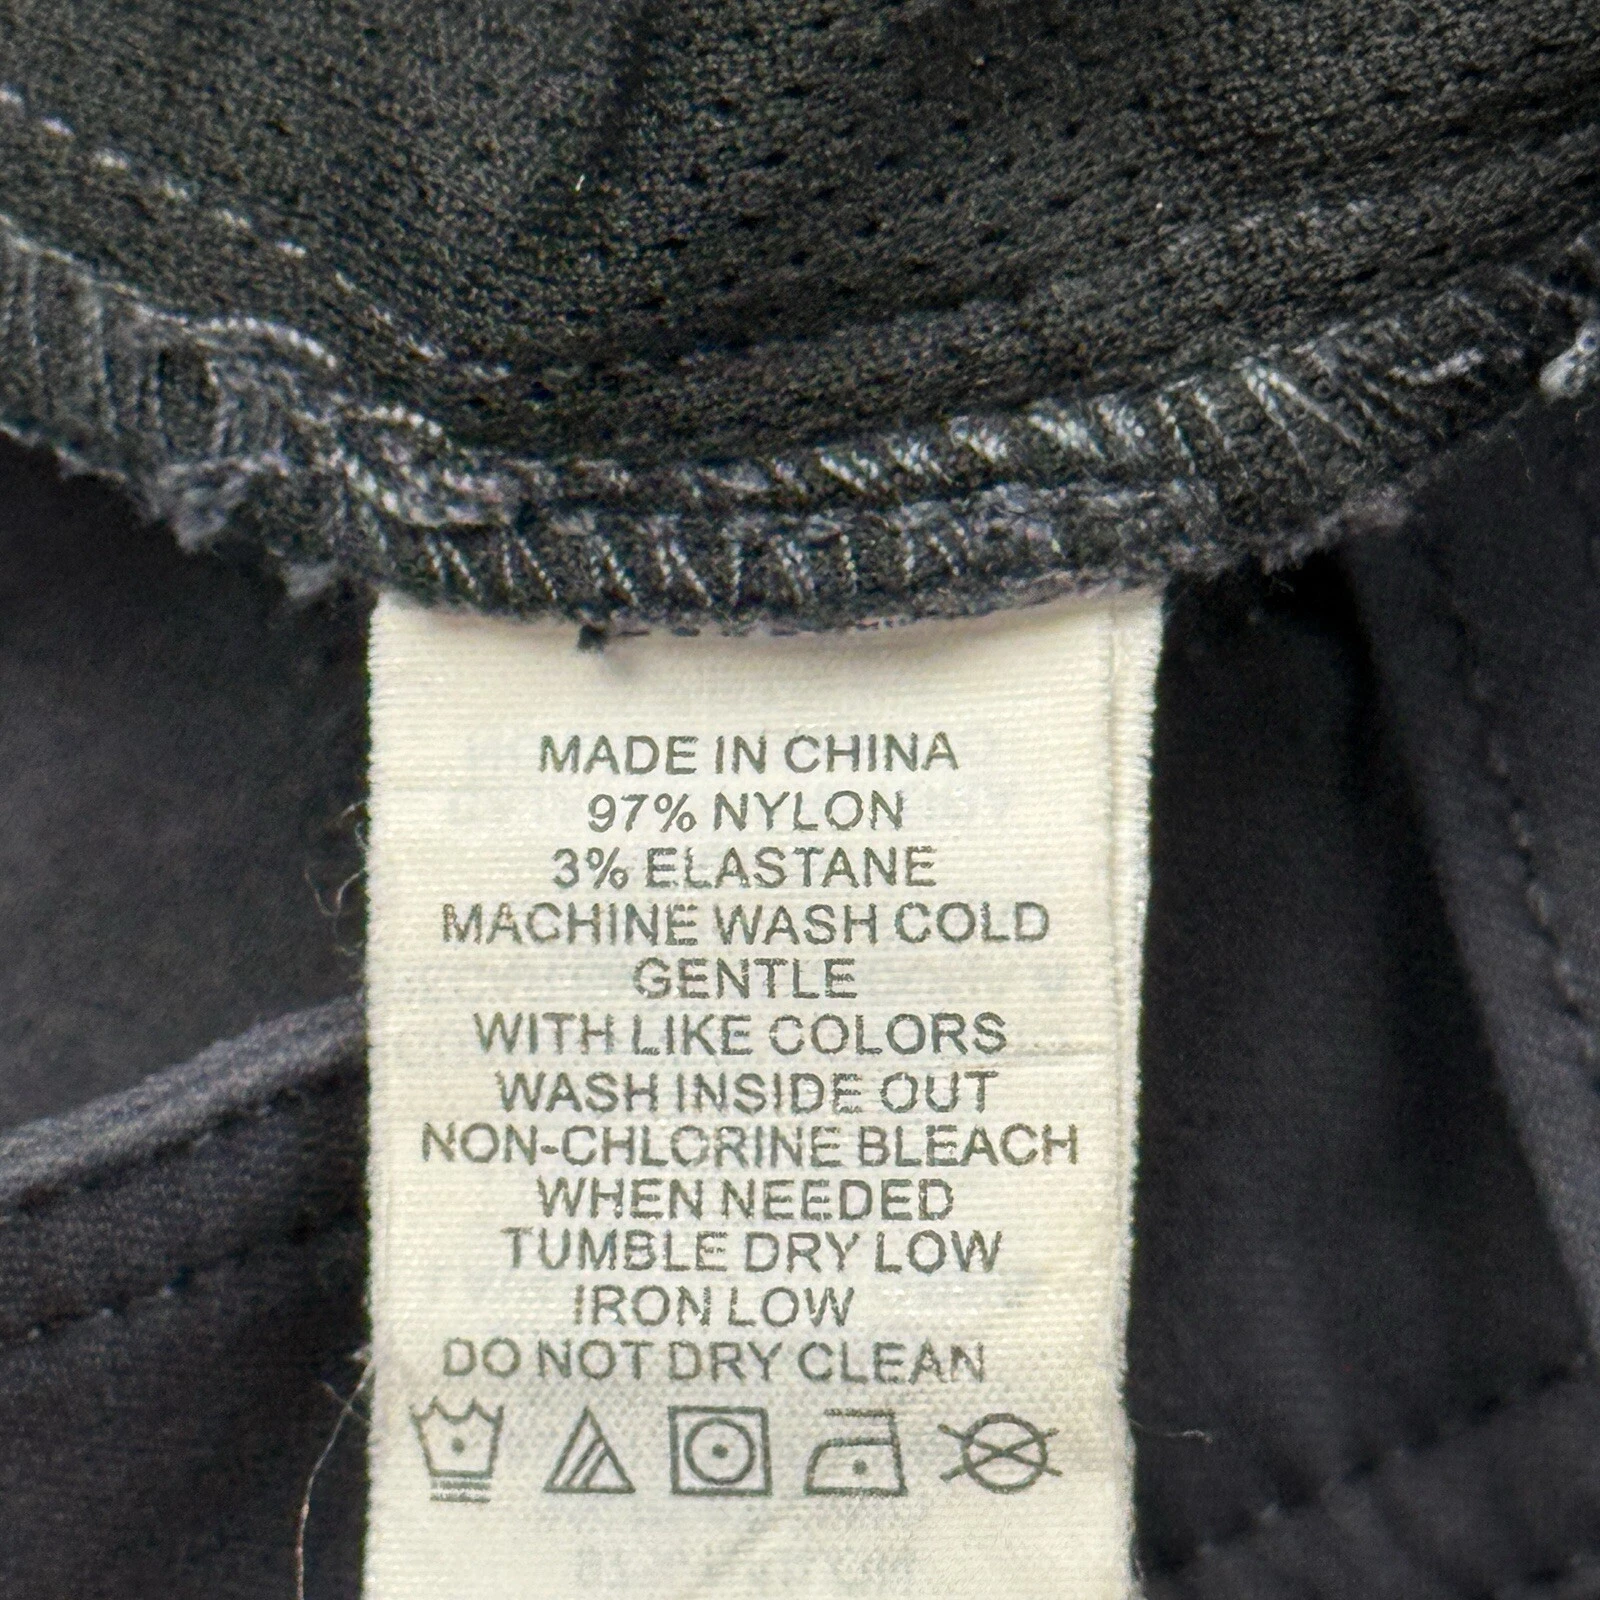 MADE IN CHINA
97% NYLON
3% ELASTANE
MACHINE WASH COLD
GENTLE
WITH LIKE COLORS
WASH INSIDE OUT
NON-CHLORINE BLEACH
WHEN NEEDED
TUMBLE DRY LOW
IRON LOW
DO NOT DRY CLEAN